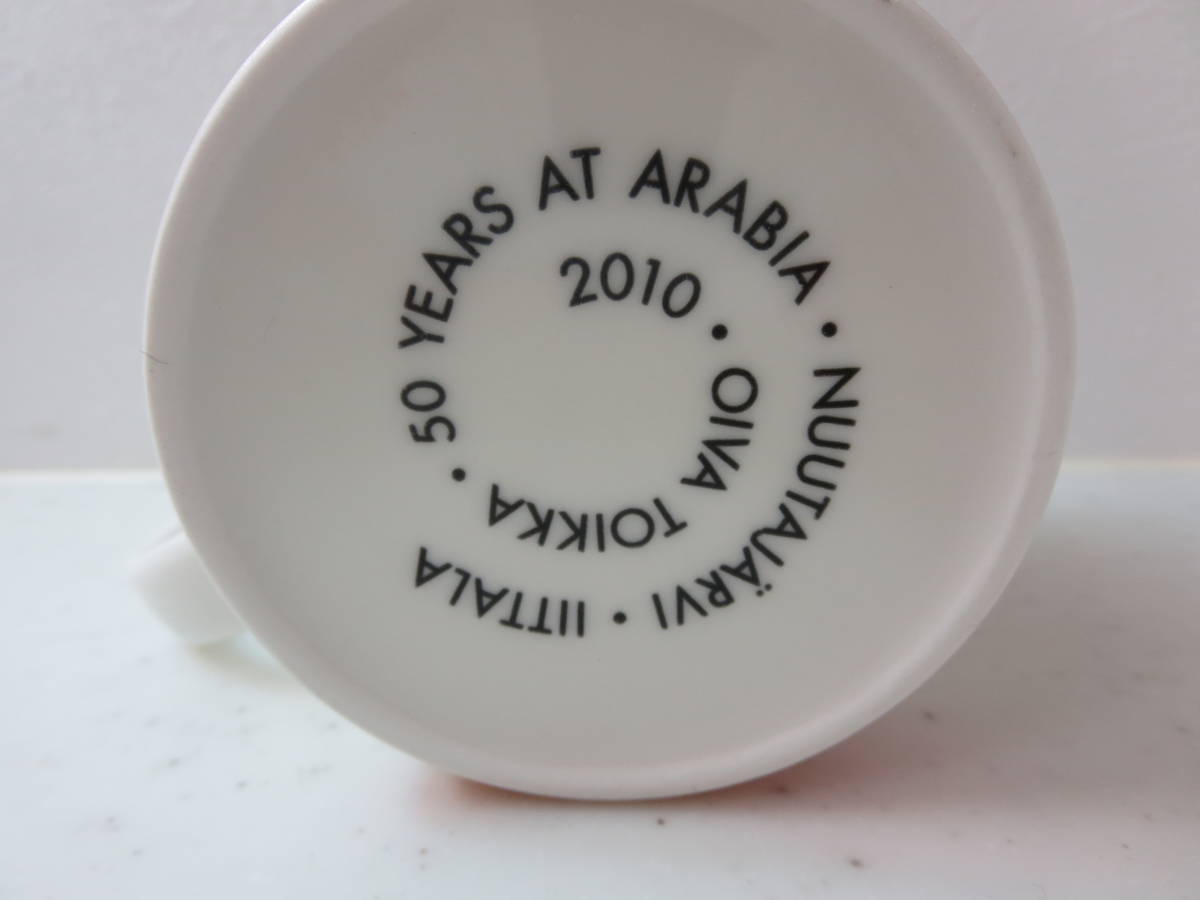 2010 • OIVA TOIKKA • 50 YEARS AT ARABIA • NUUTAJÄRVI • IITTALA